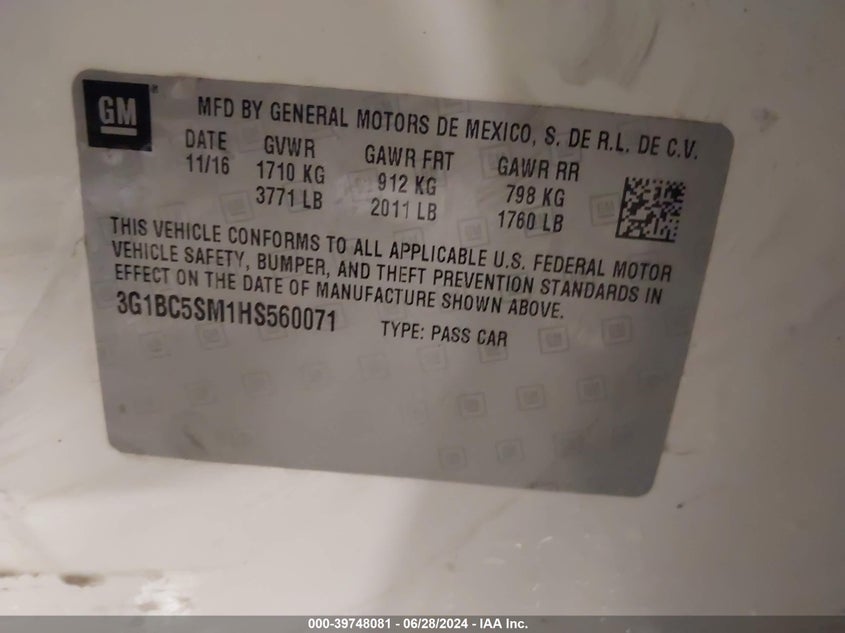 GM ®
MFD BY GENERAL MOTORS DE MEXICO, S. DE R.L. DE C.V.
DATE GVWR GAWR FRT GAWR RR
11/16 1710 KG 912 KG 798 KG
3771 LB 2011 LB 1760 LB
THIS VEHICLE CONFORMS TO ALL APPLICABLE U.S. FEDERAL MOTOR
VEHICLE SAFETY, BUMPER, AND THEFT PREVENTION STANDARDS IN
EFFECT ON THE DATE OF MANUFACTURE SHOWN ABOVE.
3G1BC5SM1HS560071 TYPE: PASS CAR
000-39748081 - 06/28/2024 - IAA Inc.